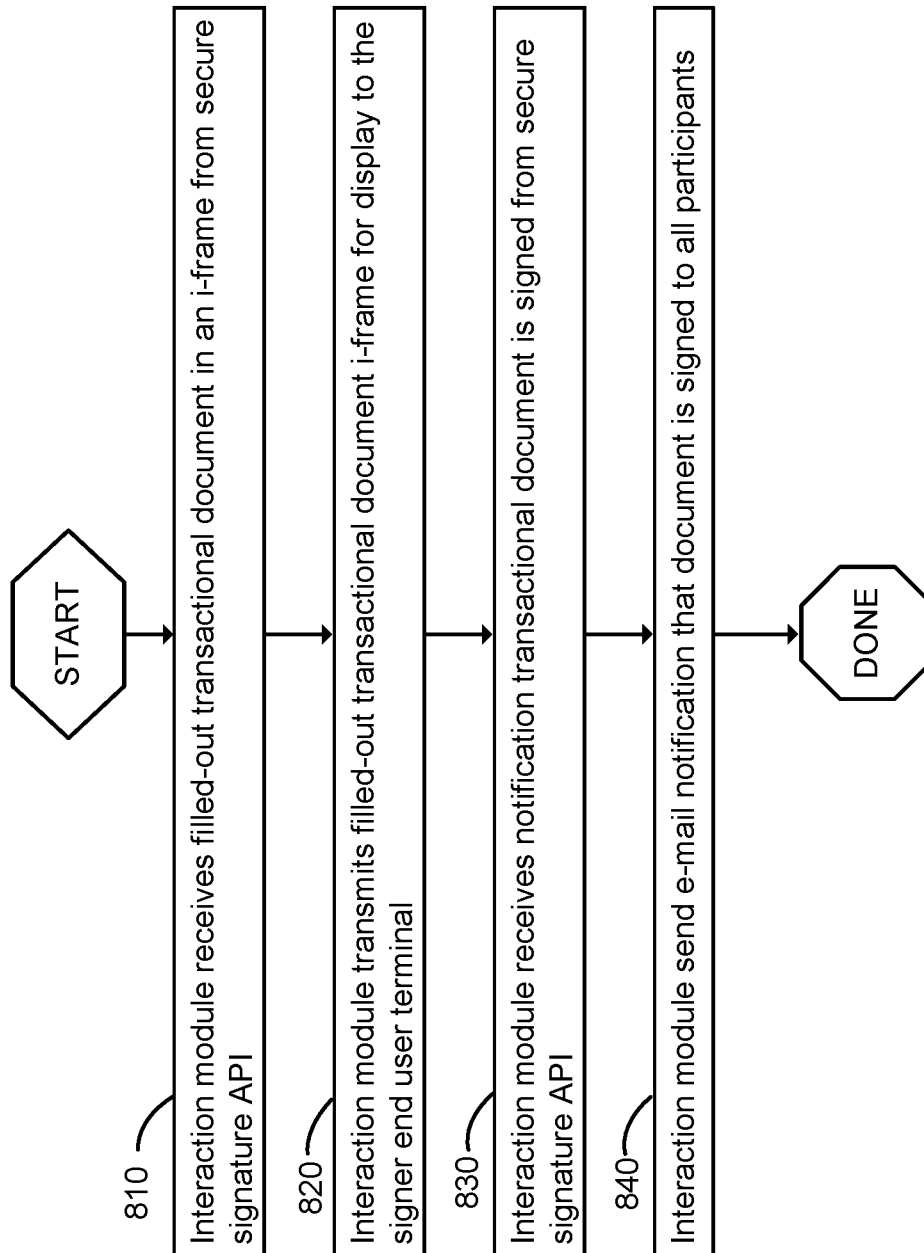 START
810
Interaction module receives filled-out transactional document in an i-frame from secure
signature API
820
Interaction module transmits filled-out transactional document i-frame for display to the
signer end user terminal
830
Interaction module receives notification transactional document is signed from secure
signature API
840
Interaction module send e-mail notification that document is signed to all participants
DONE